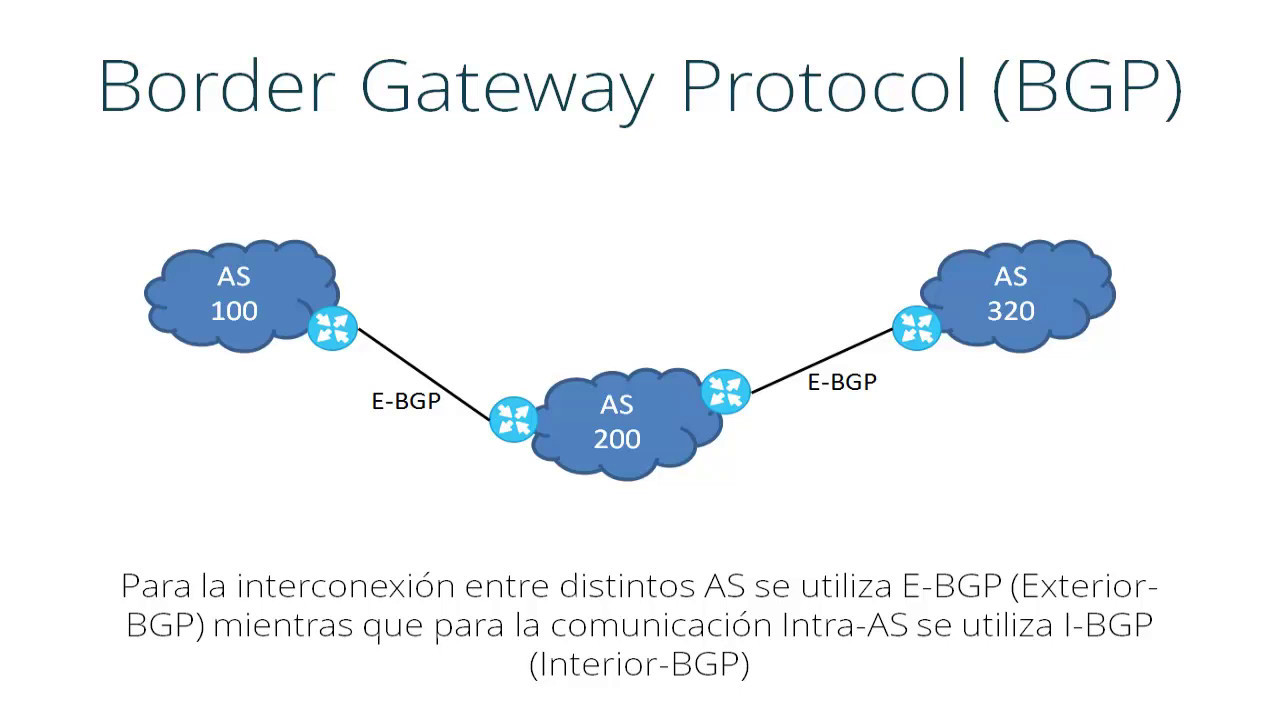 Border Gateway Protocol (BGP)
AS
100
AS
320
E-BGP
E-BGP
AS
200
Para la interconexión entre distintos AS se utiliza E-BGP (Exterior-
BGP) mientras que para la comunicación Intra-AS se utiliza I-BGP
(Interior-BGP)